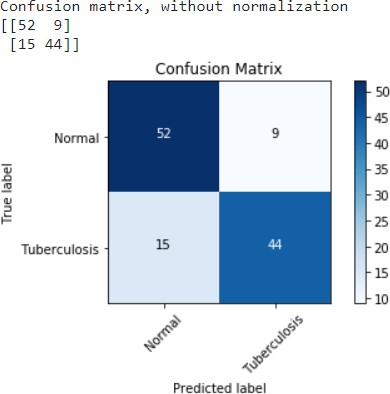 Confusion matrix, without normalization
[[52  9]
 [15 44]]
Confusion Matrix
True label
Normal
52
9
Tuberculosis
15
44
50
45
40
35
30
25
20
15
10
Normal
Tuberculosis
Predicted label